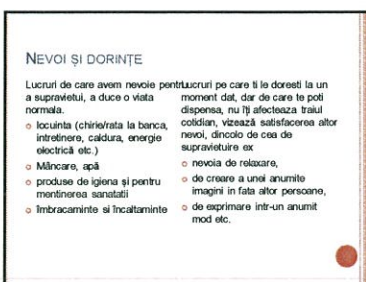 NEVOI ȘI DORINȚE
Lucruri de care avem nevoie pentru
a supravietui, a duce o viata
normala.
locuinta (chirie/rata la banca,
intretinere, caldura, energie
electrică etc.)
Mâncare, apă
produse de igiena și pentru
mentinerea sanatatii
îmbracaminte si încaltaminte
Lucruri pe care ti le doresti la un
moment dat, dar de care te poti
dispensa, nu îți afecteaza traiul
cotidian, vizează satisfacerea altor
nevoi, dincolo de cea de
supravietuire ex
nevoia de relaxare,
de creare a unei anumite
imagini in fata altor persoane,
de exprimare intr-un anumit
mod etc.